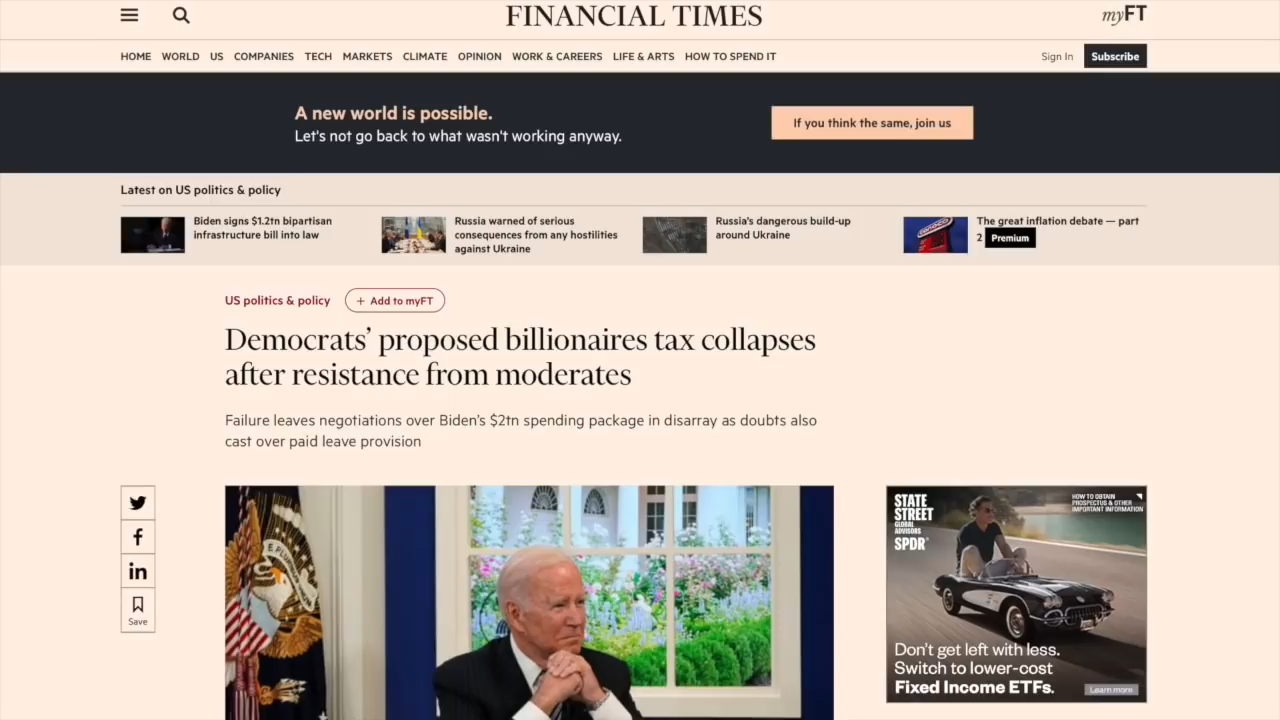 FINANCIAL TIMES
myFT
HOME WORLD US COMPANIES TECH MARKETS CLIMATE OPINION WORK & CAREERS LIFE & ARTS HOW TO SPEND IT
Sign In Subscribe
A new world is possible.
Let's not go back to what wasn't working anyway.
If you think the same, join us
Latest on US politics & policy
Biden signs $1.2tn bipartisan
infrastructure bill into law
Russia warned of serious
consequences from any hostilities
against Ukraine
Russia's dangerous build-up
around Ukraine
The great inflation debate — part
2 Premium
US politics & policy
+ Add to myFT
Democrats’ proposed billionaires tax collapses
after resistance from moderates
Failure leaves negotiations over Biden’s $2tn spending package in disarray as doubts also
cast over paid leave provision
Save
STATE
STREET
GLOBAL
ADVISORS
SPDR®
HOW TO OBTAIN
PROSPECTUS & OTHER
IMPORTANT INFORMATION
Don't get left with less.
Switch to lower-cost
Fixed Income ETFs.
Learn more